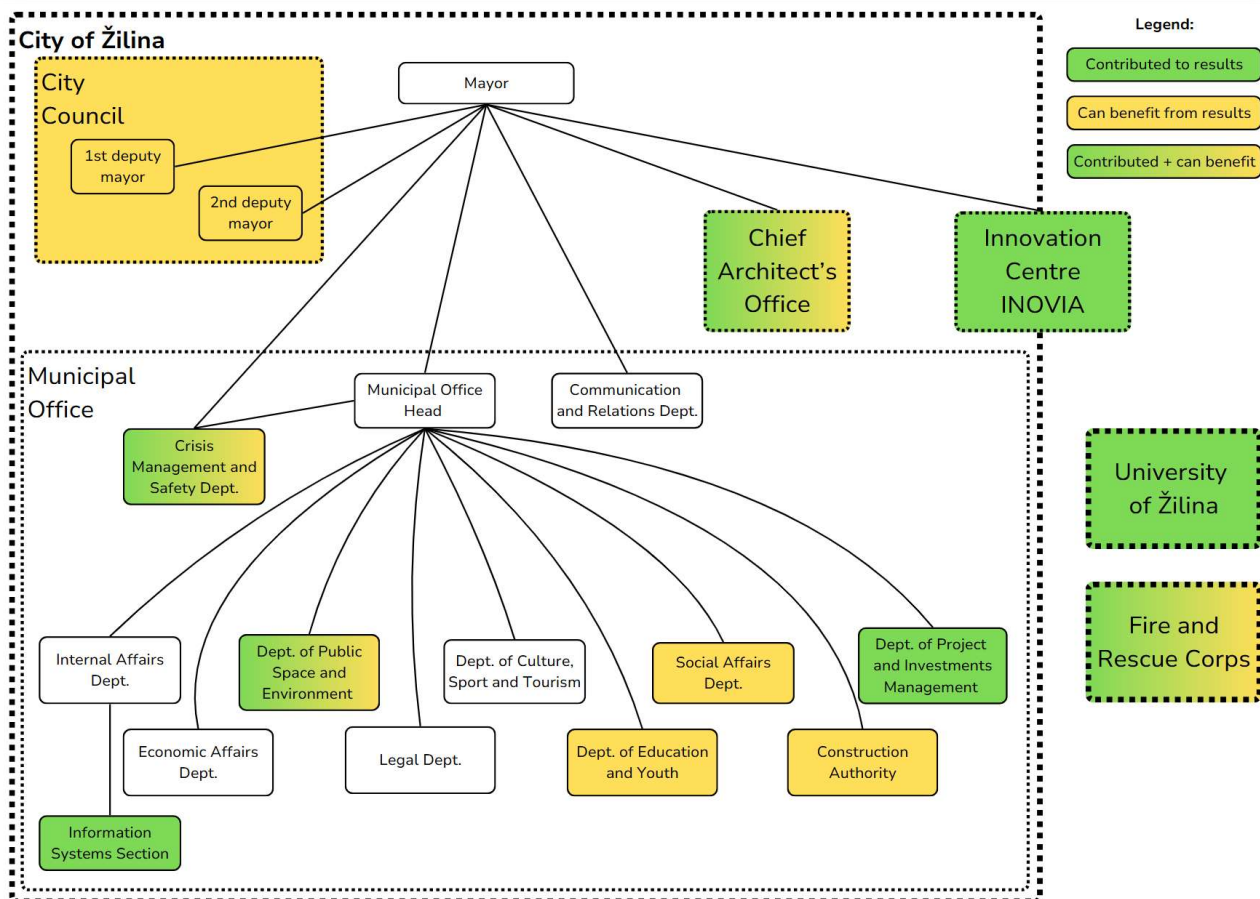 City of Žilina
Legend:
Contributed to results
Can benefit from results
Contributed + can benefit
City
Council
1st deputy
mayor
2nd deputy
mayor
Mayor
Chief
Architect's
Office
Innovation
Centre
INOVIA
Municipal
Office
Municipal Office
Head
Communication
and Relations Dept.
Crisis
Management and
Safety Dept.
University
of Žilina
Fire and
Rescue Corps
Internal Affairs
Dept.
Dept. of Public
Space and
Environment
Dept. of Culture,
Sport and Tourism
Social Affairs
Dept.
Dept. of Project
and Investments
Management
Economic Affairs
Dept.
Legal Dept.
Dept. of Education
and Youth
Construction
Authority
Information
Systems Section